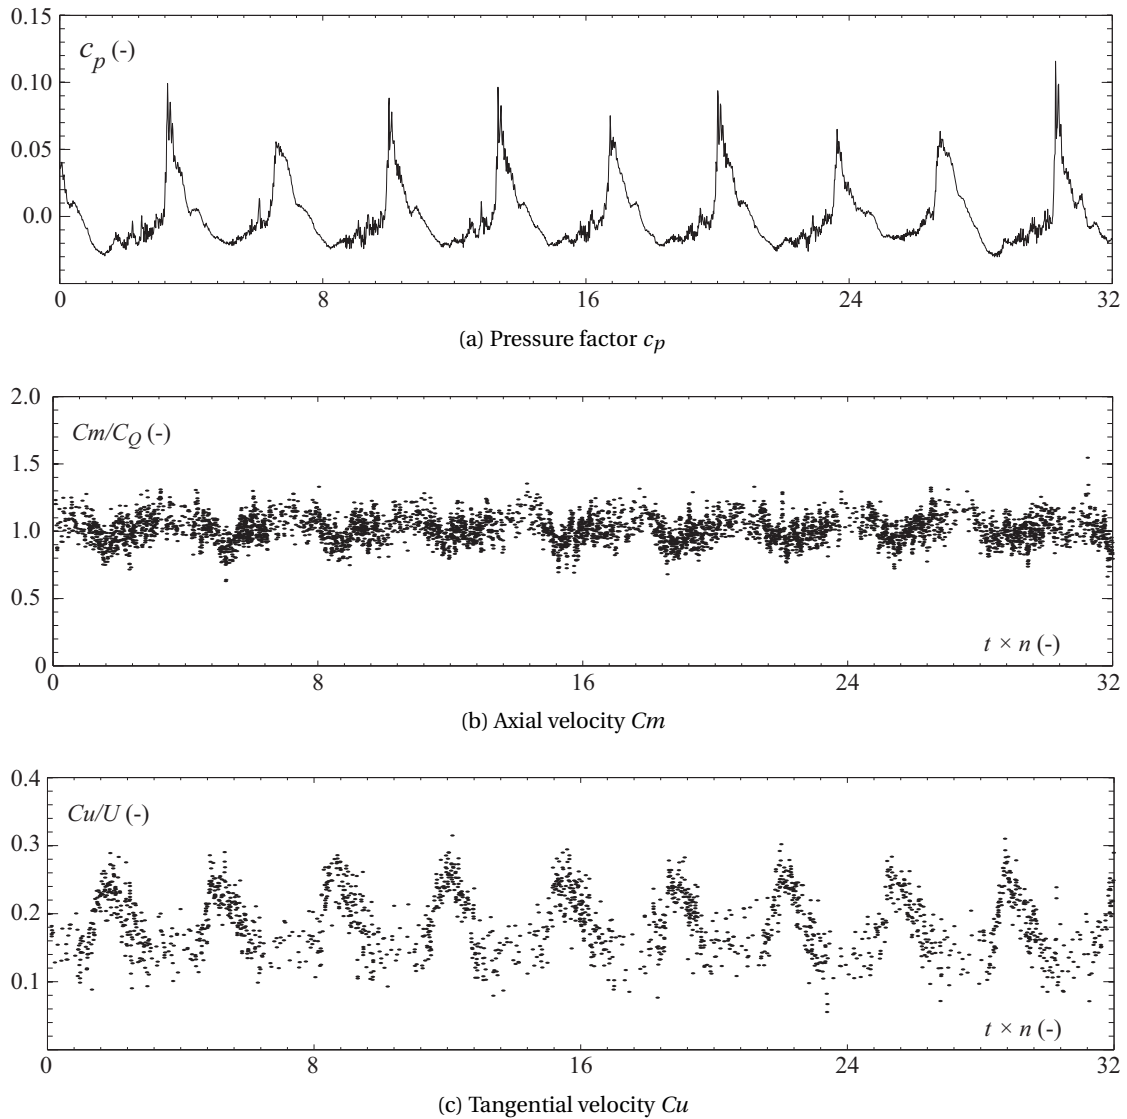 0.15
c_p (-)
0.10
0.05
0.0
0 8 16 24 32
(a) Pressure factor c_p
2.0
Cm/C_Q (-)
1.5
1.0
0.5
t × n (-)
0
0 8 16 24 32
(b) Axial velocity Cm
0.4
Cu/U (-)
0.3
0.2
0.1
t × n (-)
0 8 16 24 32
(c) Tangential velocity Cu